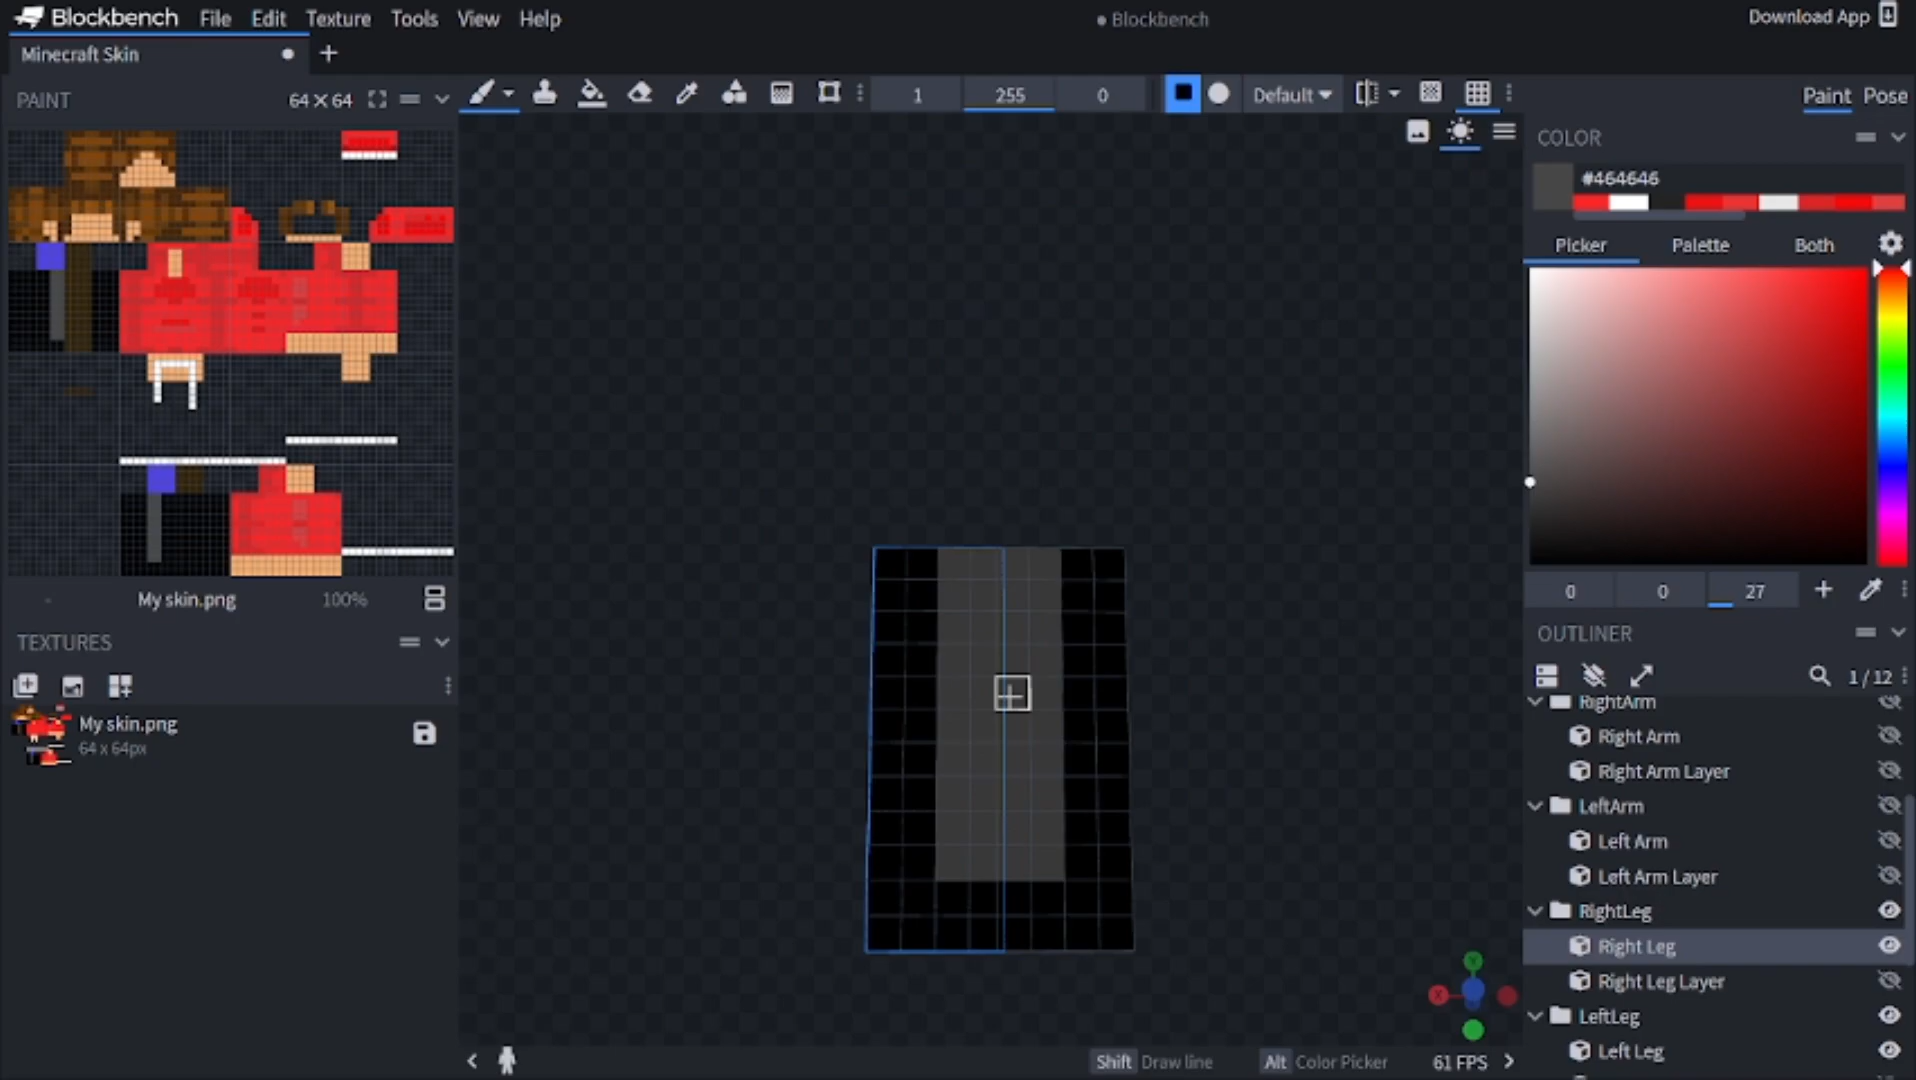 Blockbench File Edit Texture Tools View Help
● Blockbench
Download App
Minecraft Skin
PAINT 64 × 64
1 255 0 Default
Paint Pose
COLOR
#464646
Picker Palette Both
0 0 27
- My skin.png 100%
TEXTURES
My skin.png
64 x 64px
OUTLINER
1 / 12
RightArm
Right Arm
Right Arm Layer
LeftArm
Left Arm
Left Arm Layer
RightLeg
Right Leg
Right Leg Layer
LeftLeg
Left Leg
Y
X
Shift Draw line Alt Color Picker 61 FPS